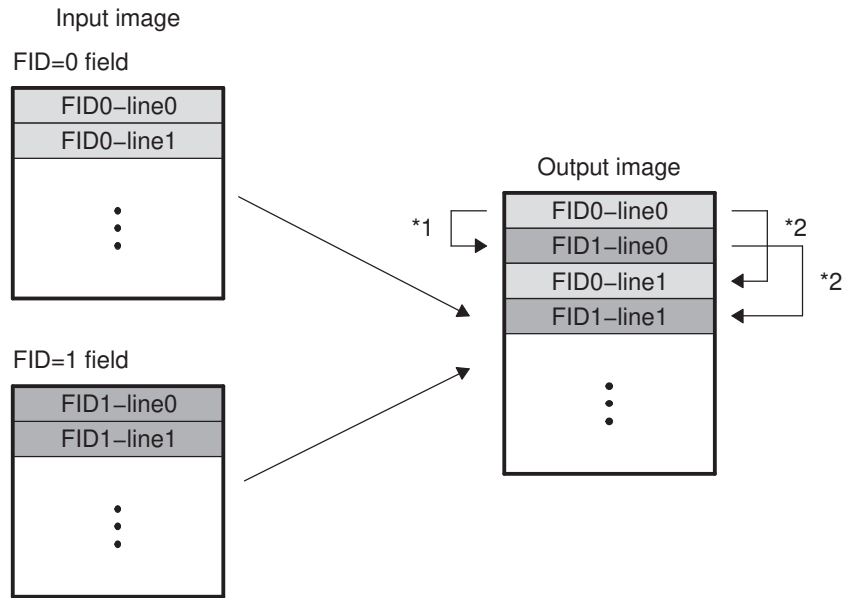 Input image
FID=0 field
FID0−line0
FID0−line1
FID=1 field
FID1−line0
FID1−line1
Output image
FID0−line0
FID1−line0
FID0−line1
FID1−line1
*1
*2
*2